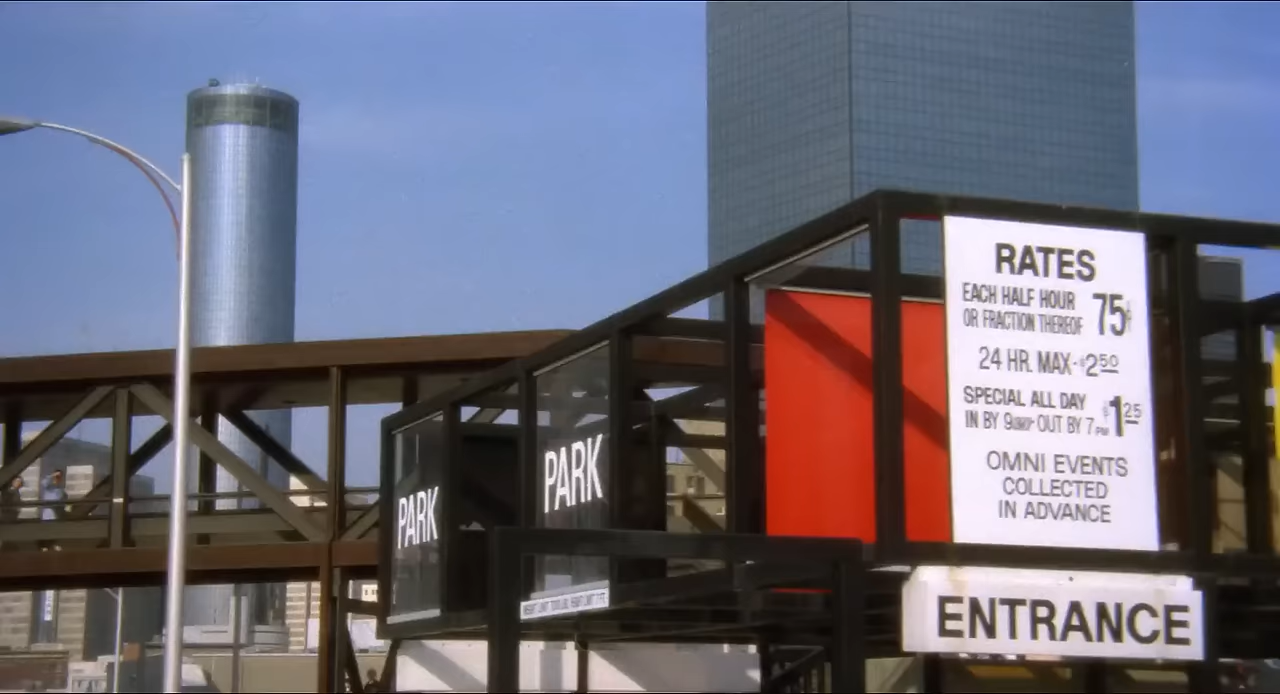 PARK
PARK
RATES
EACH HALF HOUR
OR FRACTION THEREOF 75¢
24 HR. MAX-$2.50
SPECIAL ALL DAY
IN BY 9 OUT BY 7PM $1.25
OMNI EVENTS
COLLECTED
IN ADVANCE
ENTRANCE